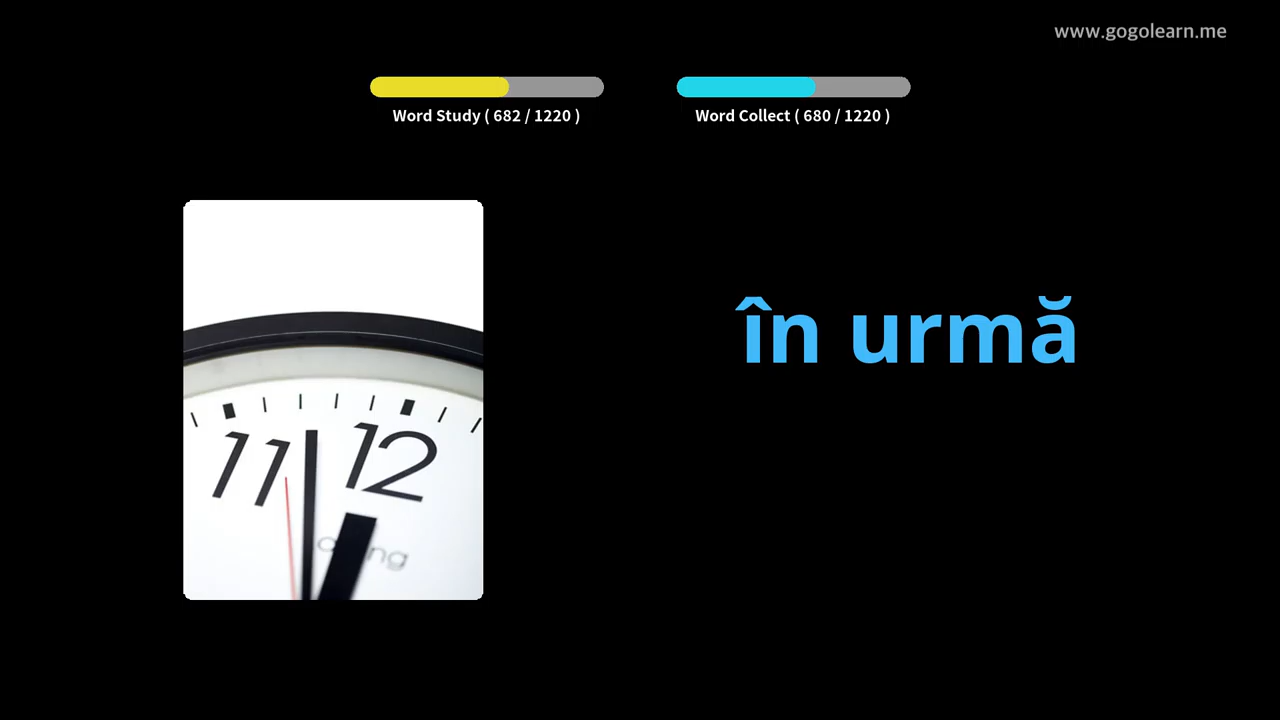 www.gogolearn.me
Word Study ( 682 / 1220 )
Word Collect ( 680 / 1220 )
în urmă
11
12